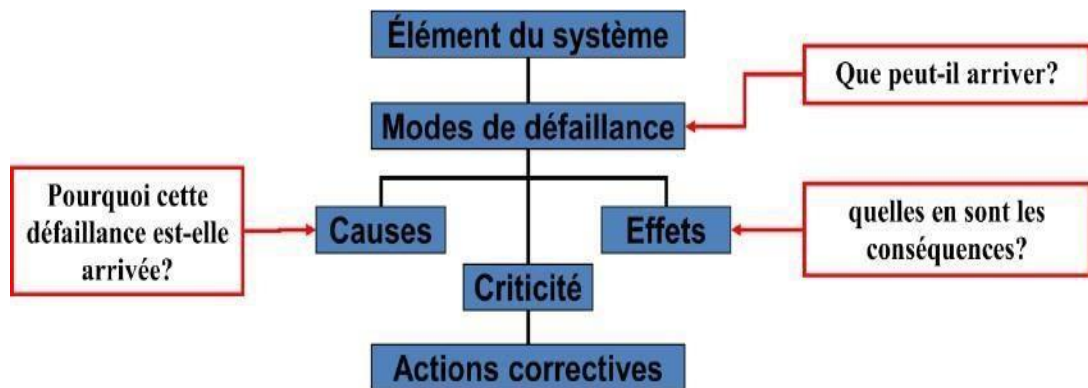 Élément du système
Que peut-il arriver?
Modes de défaillance
Pourquoi cette
défaillance est-elle
arrivée?
Causes
Effets
quelles en sont les
conséquences?
Criticité
Actions correctives